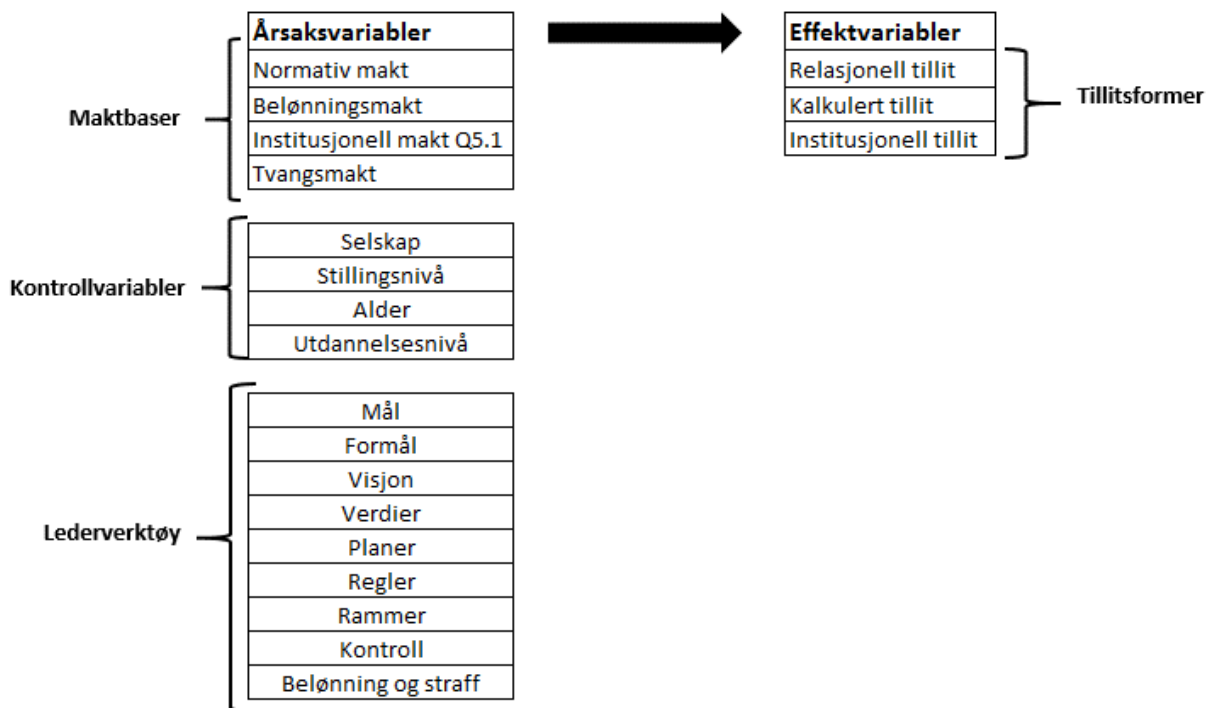 Årsaksvariabler
Normativ makt
Belønningsmakt
Institusjonell makt Q5.1
Tvangsmakt
Maktbaser
Effektvariabler
Relasjonell tillit
Kalkulert tillit
Institusjonell tillit
Tillitsformer
Kontrollvariabler
Selskap
Stillingsnivå
Alder
Utdannelsesnivå
Lederverktøy
Mål
Formål
Visjon
Verdier
Planer
Regler
Rammer
Kontroll
Belønning og straff